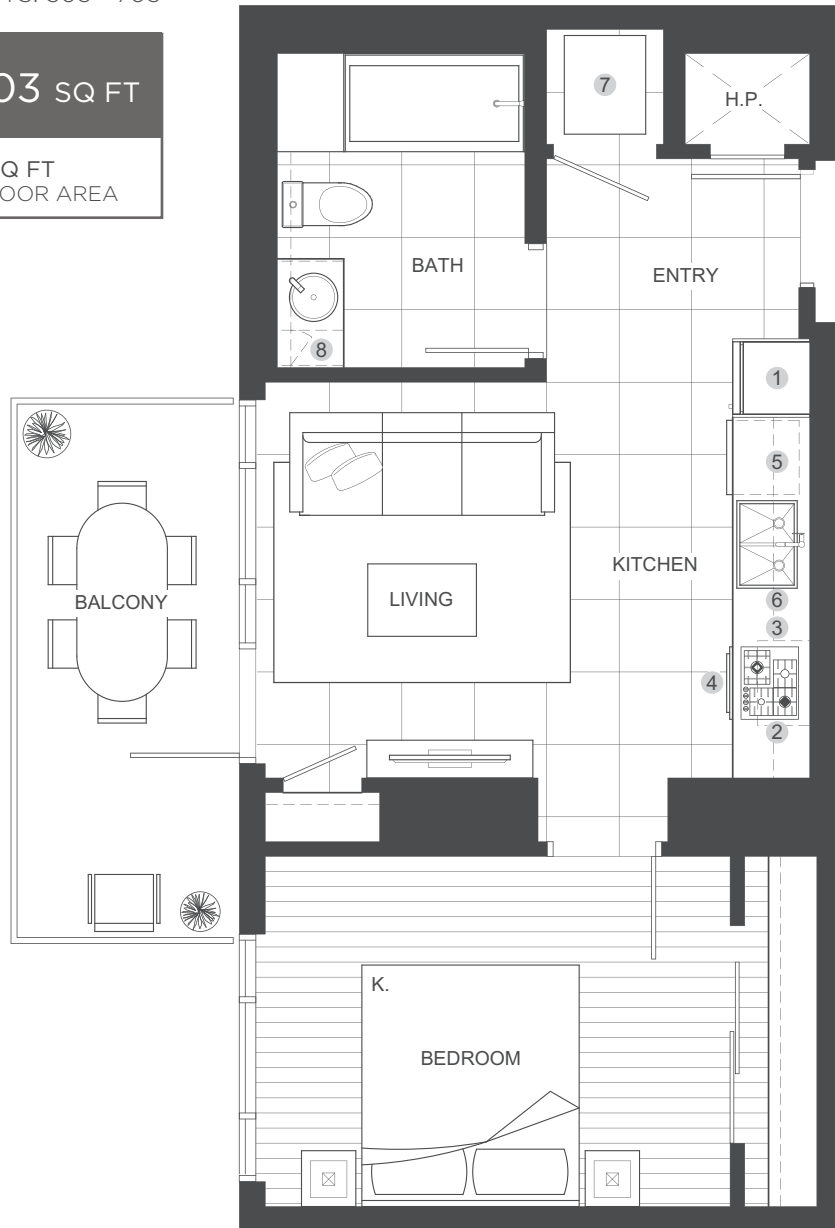 03 SQ FT
Q FT
OOR AREA
7
H.P.
BATH
ENTRY
8
1
5
KITCHEN
LIVING
BALCONY
6
3
4
2
K.
BEDROOM